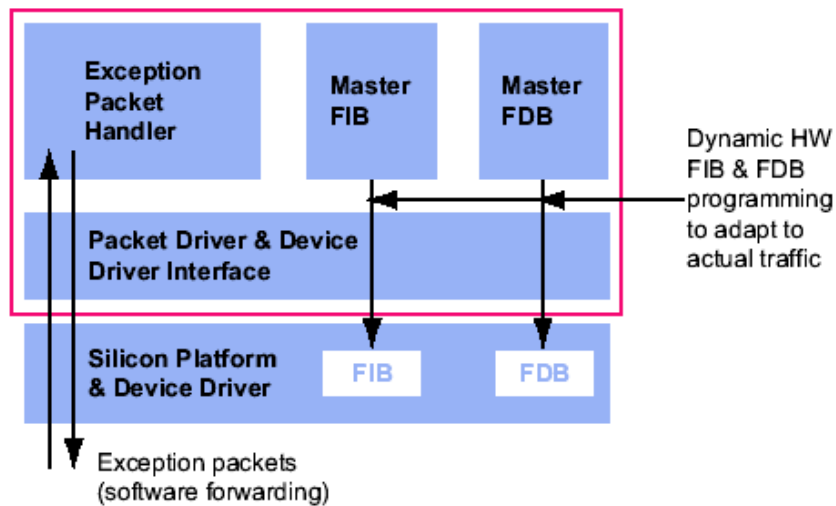 Exception
Packet
Handler
Master
FIB
Master
FDB
Dynamic HW
FIB & FDB
programming
to adapt to
actual traffic
Packet Driver & Device
Driver Interface
Silicon Platform
& Device Driver
FIB
FDB
Exception packets
(software forwarding)